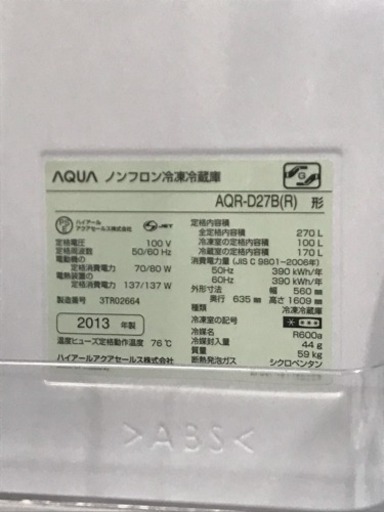 AQUA ノンフロン冷凍冷蔵庫
AQR-D27B(R) 形
PS E
ハイアール
アクアセールス株式会社
JET
定格電圧 100 V
定格周波数 50/60 Hz
電動機の
定格消費電力 70/80 W
電熱装置の
定格消費電力 137/137 W
製造番号 3TR02664
2013 年製
温度ヒューズ定格動作温度 76℃
ハイアールアクアセールス株式会社
定格内容積
全定格内容積 270 L
冷凍室の定格内容積 100 L
冷蔵室の定格内容積 170 L
消費電力量(JIS C 9801-2006年)
50Hz 390 kWh/年
60Hz 390 kWh/年
外形寸法 幅 560 mm
奥行 635 mm 高さ 1609 mm
種類 冷凍冷蔵庫
冷凍室の記号
冷媒名 R600a
冷媒封入量 44 g
質量 59 kg
断熱発泡ガス シクロペンタン
>ABS<